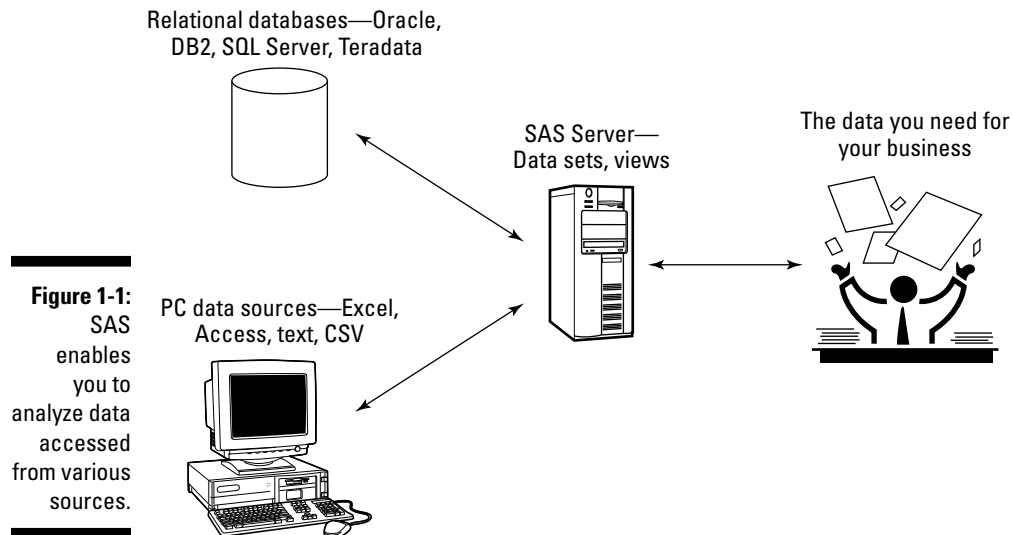 Relational databases—Oracle,
DB2, SQL Server, Teradata
SAS Server—
Data sets, views
The data you need for
your business
Figure 1-1:
SAS
enables
you to
analyze data
accessed
from various
sources.
PC data sources—Excel,
Access, text, CSV